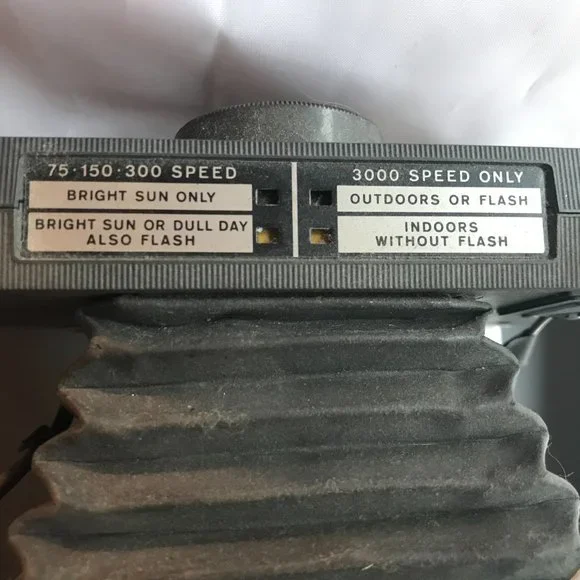 75·150·300 SPEED
BRIGHT SUN ONLY
BRIGHT SUN OR DULL DAY
ALSO FLASH
3000 SPEED ONLY
OUTDOORS OR FLASH
INDOORS
WITHOUT FLASH